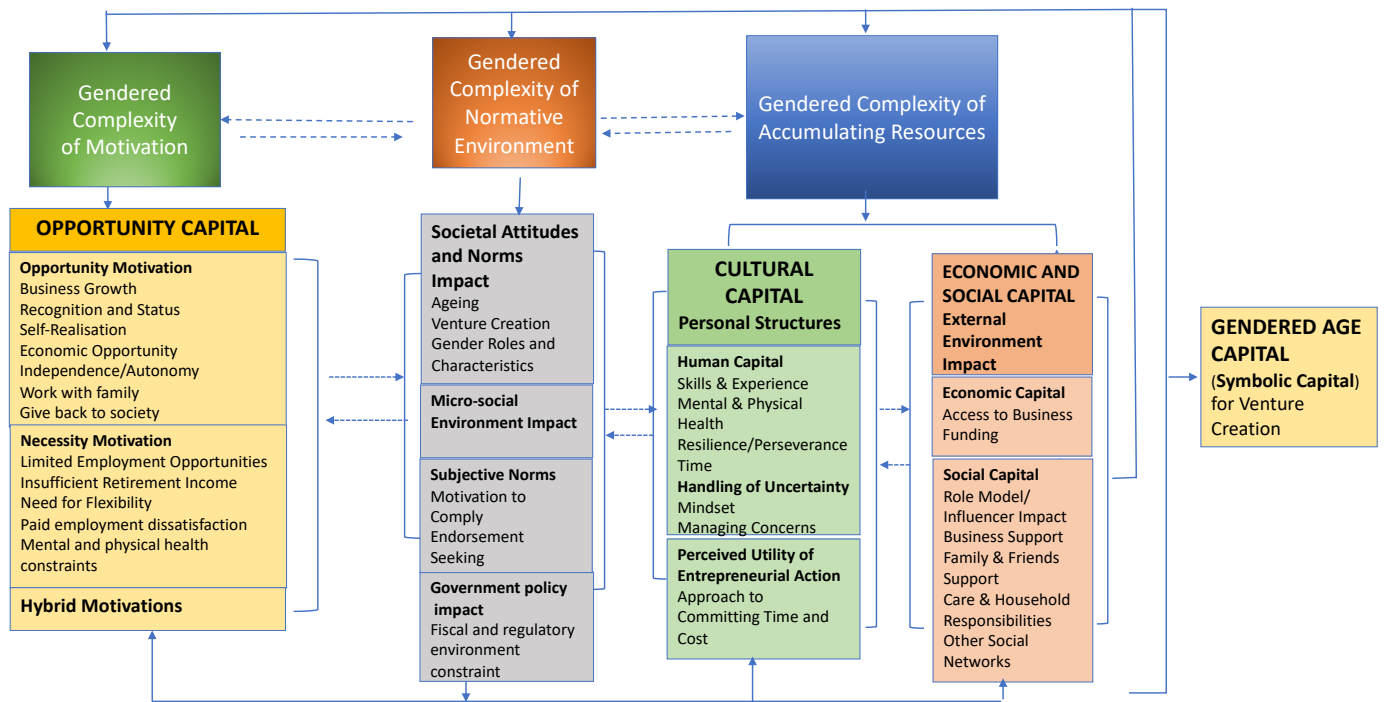 Gendered
Complexity
of Motivation
Gendered
Complexity of
Normative
Environment
Gendered Complexity of
Accumulating Resources
OPPORTUNITY CAPITAL
Opportunity Motivation
Business Growth
Recognition and Status
Self-Realisation
Economic Opportunity
Independence/Autonomy
Work with family
Give back to society
Necessity Motivation
Limited Employment Opportunities
Insufficient Retirement Income
Need for Flexibility
Paid employment dissatisfaction
Mental and physical health
constraints
Hybrid Motivations
Societal Attitudes
and Norms
Impact
Ageing
Venture Creation
Gender Roles and
Characteristics
Micro-social
Environment Impact
Subjective Norms
Motivation to
Comply
Endorsement
Seeking
Government policy
impact
Fiscal and regulatory
environment
constraint
CULTURAL
CAPITAL
Personal Structures
Human Capital
Skills & Experience
Mental & Physical
Health
Resilience/Perseverance
Time
Handling of Uncertainty
Mindset
Managing Concerns
Perceived Utility of
Entrepreneurial Action
Approach to
Committing Time and
Cost
ECONOMIC AND
SOCIAL CAPITAL
External
Environment
Impact
Economic Capital
Access to Business
Funding
Social Capital
Role Model/
Influencer Impact
Business Support
Family & Friends
Support
Care & Household
Responsibilities
Other Social
Networks
GENDERED AGE
CAPITAL
(Symbolic Capital)
for Venture
Creation